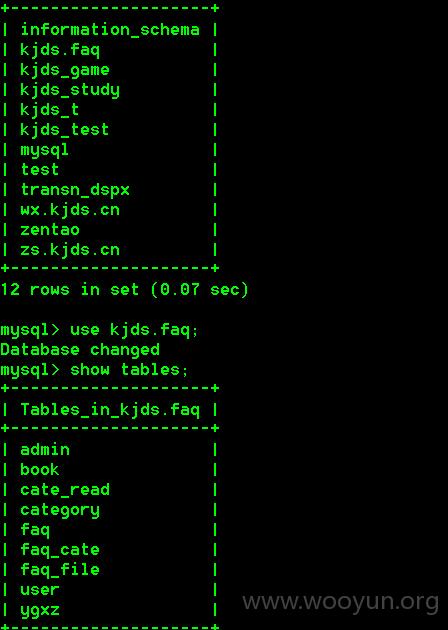 +--------------------+
| information_schema |
| kjds.faq           |
| kjds_game          |
| kjds_study         |
| kjds_t             |
| kjds_test          |
| mysql              |
| test               |
| transn_dspx        |
| wx.kjds.cn         |
| zentao             |
| zs.kjds.cn         |
+--------------------+
12 rows in set (0.07 sec)

mysql> use kjds.faq;
Database changed
mysql> show tables;
+--------------------+
| Tables_in_kjds.faq |
+--------------------+
| admin              |
| book               |
| cate_read          |
| category           |
| faq                |
| faq_cate           |
| faq_file           |
| user               |
| ygxz               |
+--------------------+
www.wooyun.org